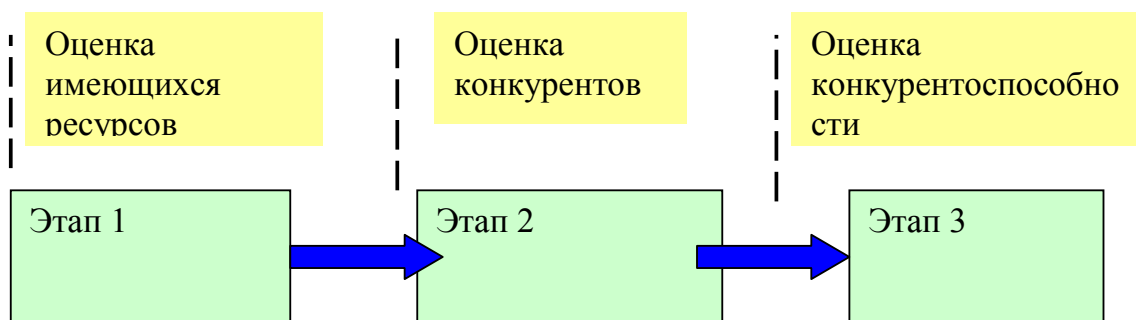 Оценка
имеющихся
ресурсов
Оценка
конкурентов
Оценка
конкурентоспособно
сти
Этап 1
Этап 2
Этап 3